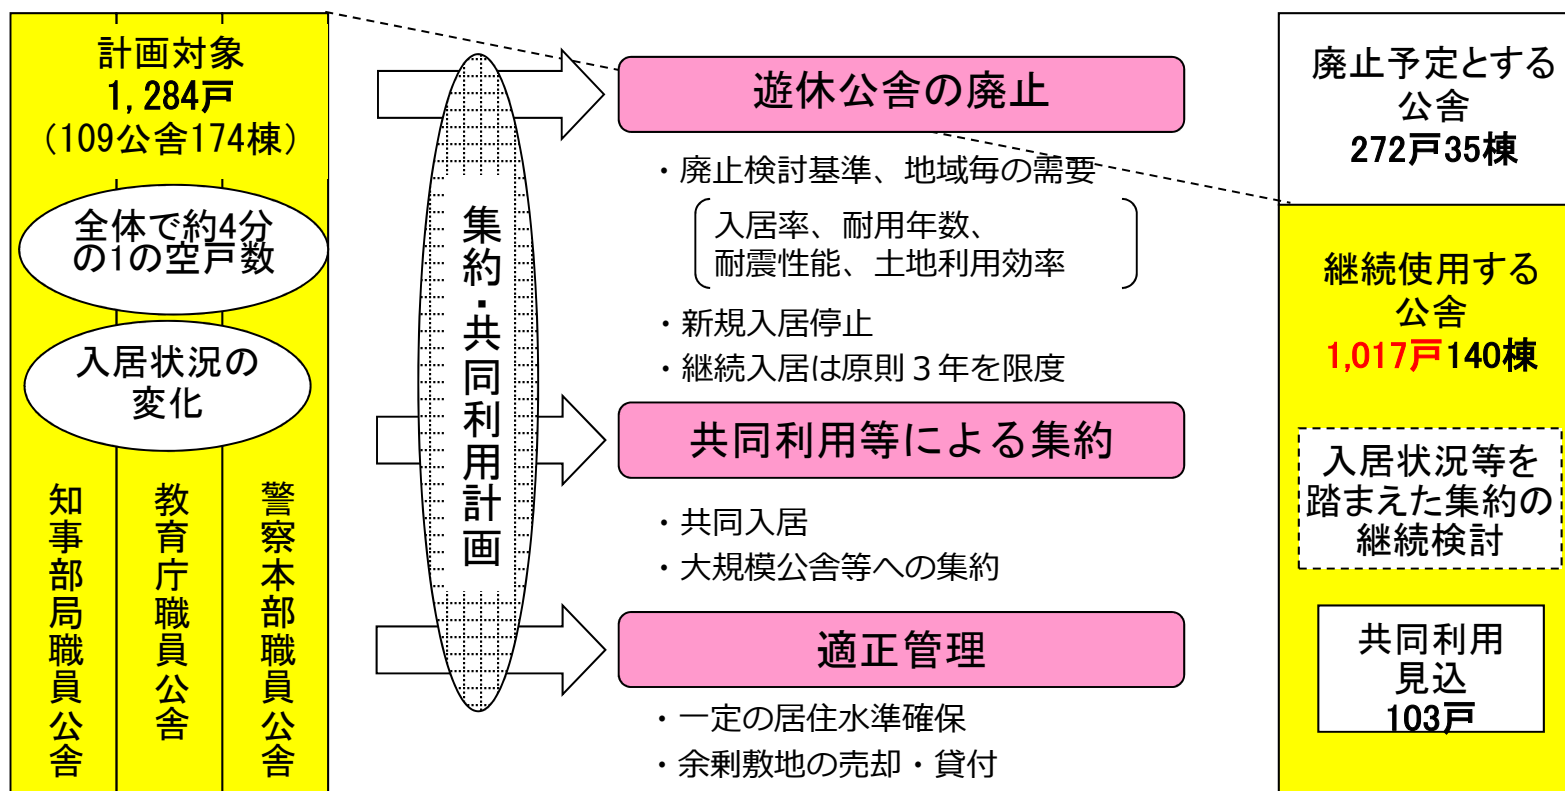 計画対象
1,284戸
（109公舎174棟）
全体で約4分
の1の空戸数
入居状況の
変化
知事部局職員公舎
教育庁職員公舎
警察本部職員公舎
集約・共同利用計画
遊休公舎の廃止
・廃止検討基準、地域毎の需要
入居率、耐用年数、
耐震性能、土地利用効率
・新規入居停止
・継続入居は原則３年を限度
共同利用等による集約
・共同入居
・大規模公舎等への集約
適正管理
・一定の居住水準確保
・余剰敷地の売却・貸付
廃止予定とする
公舎
272戸35棟
継続使用する
公舎
1,017戸140棟
入居状況等を
踏まえた集約の
継続検討
共同利用
見込
103戸